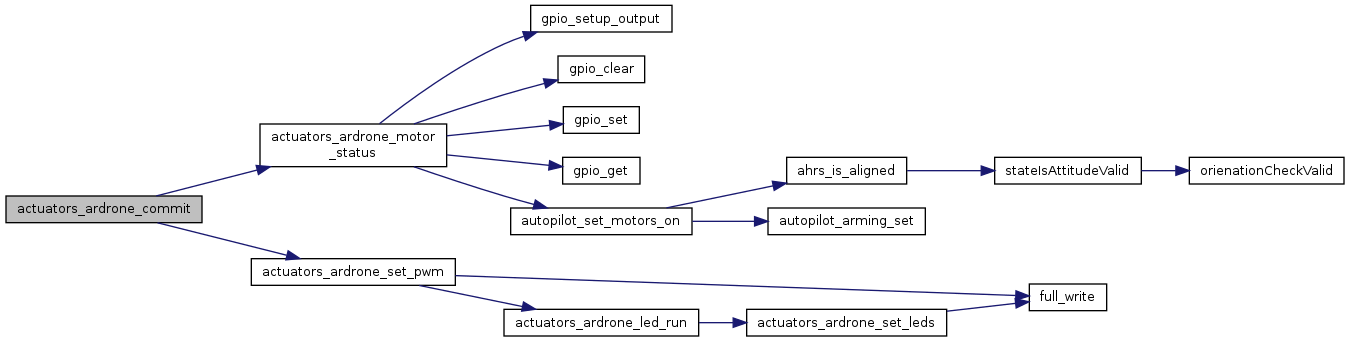 gpio_setup_output
gpio_clear
gpio_set
actuators_ardrone_motor
_status
gpio_get
ahrs_is_aligned
stateIsAttitudeValid
orienationCheckValid
actuators_ardrone_commit
autopilot_set_motors_on
autopilot_arming_set
actuators_ardrone_set_pwm
full_write
actuators_ardrone_led_run
actuators_ardrone_set_leds